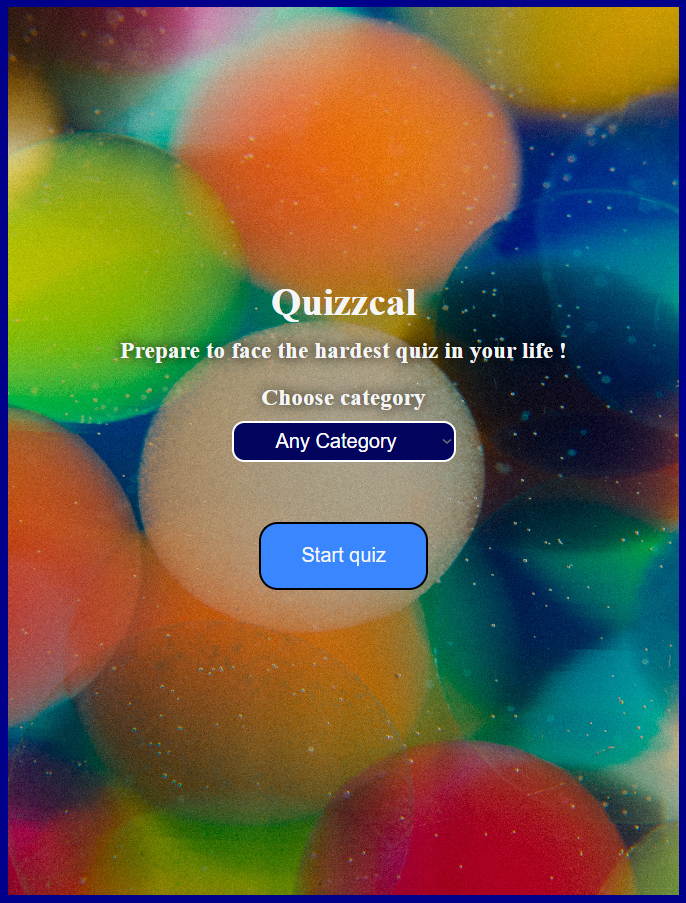 Quizzcal
Prepare to face the hardest quiz in your life !
Choose category
Any Category
Start quiz